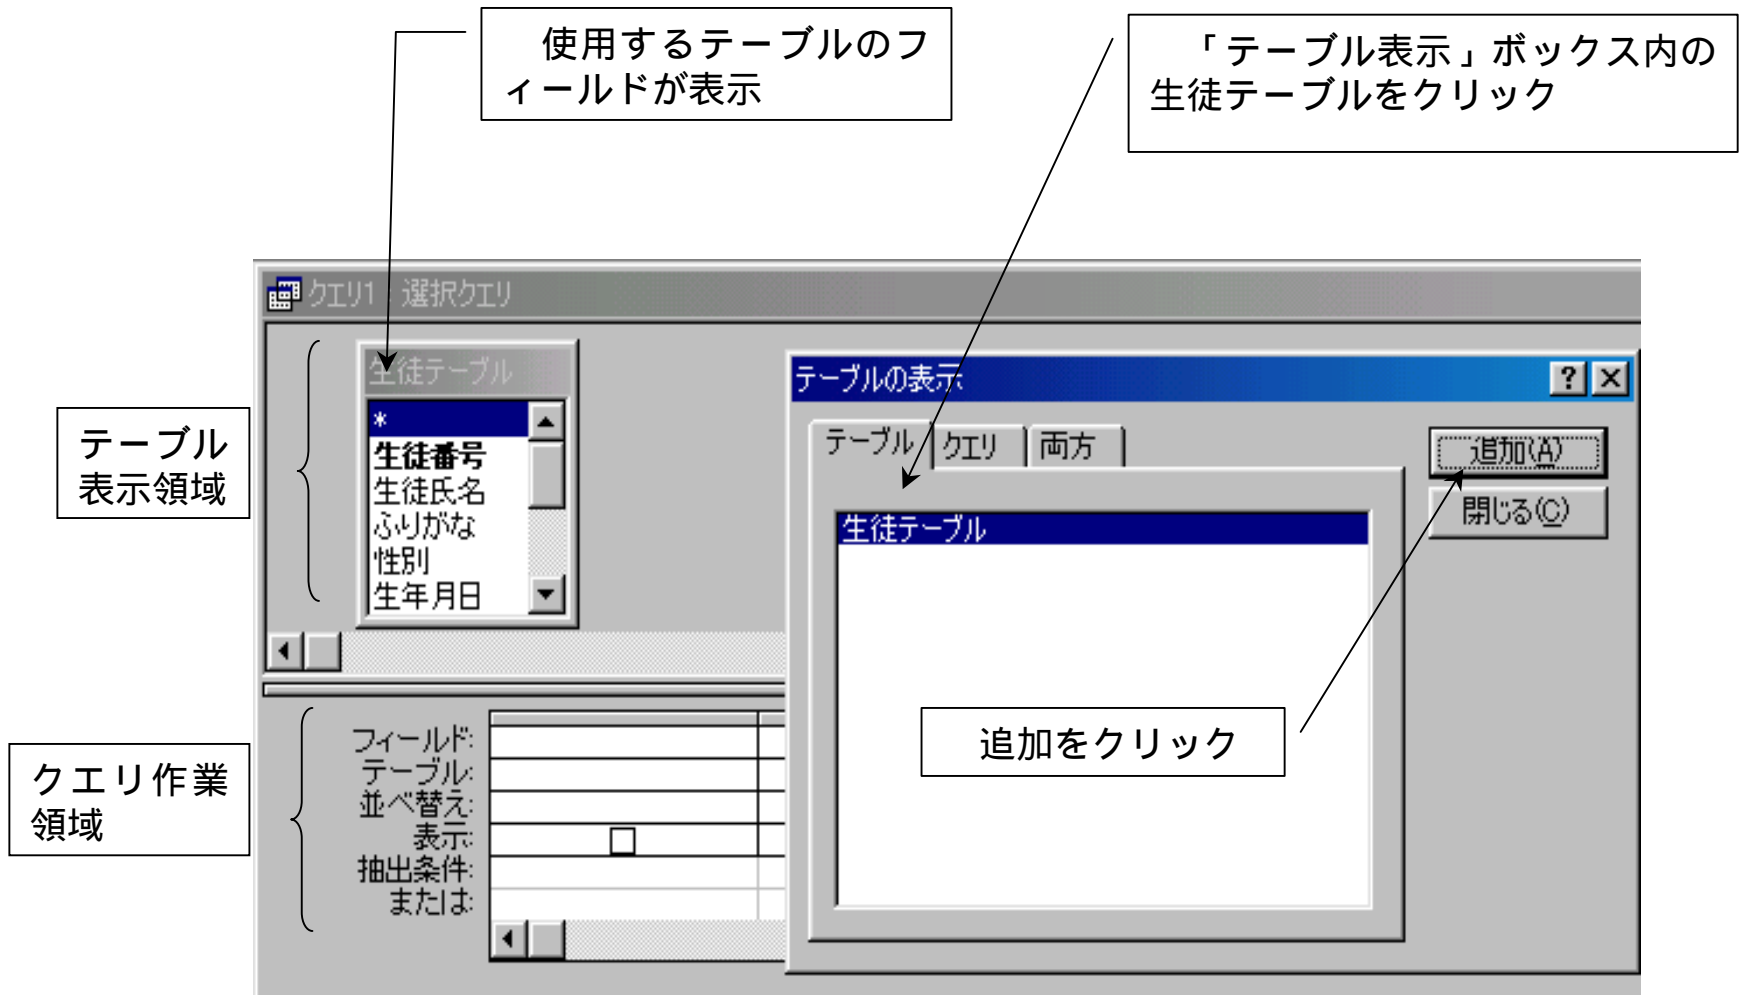 使用するテーブルのフ
ィールドが表示
「テーブル表示」ボックス内の
生徒テーブルをクリック
クエリ1 選択クエリ
テーブル
表示領域
生徒テーブル
*
生徒番号
生徒氏名
ふりがな
性別
生年月日
テーブルの表示
テーブル
クエリ
両方
追加(A)
閉じる(C)
生徒テーブル
追加をクリック
クエリ作業
領域
フィールド:
テーブル:
並べ替え:
表示:
抽出条件:
または: